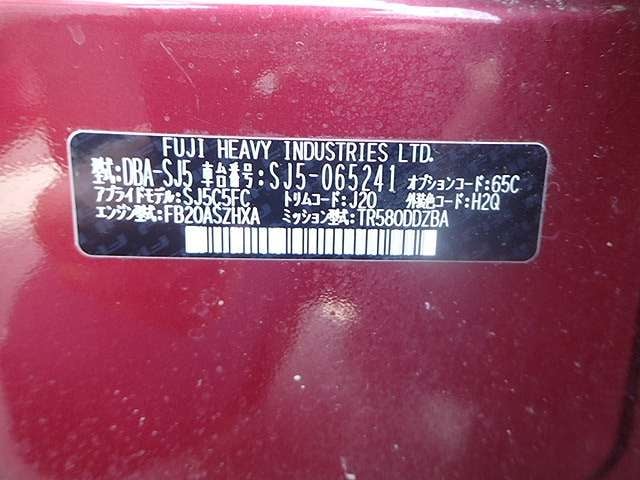 FUJI HEAVY INDUSTRIES LTD.
型式:DBA-SJ5 車台番号:SJ5-065241 オプションコード:65C
アプライドモデル:SJ5C5FC トリムコード:J20 外装色コード:H2Q
エンジン型式:FB20ASZHXA ミッション型式:TR580DDZBA